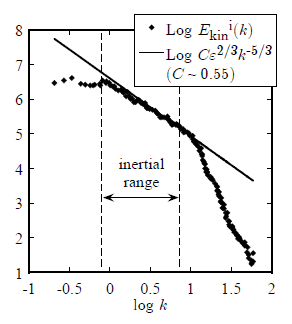 Log E_kin^i(k)
Log Cε^2/3k^-5/3
(C ~ 0.55)
8
7
6
5
4
3
2
1
inertial
range
-1 -0.5 0 0.5 1 1.5 2
log k